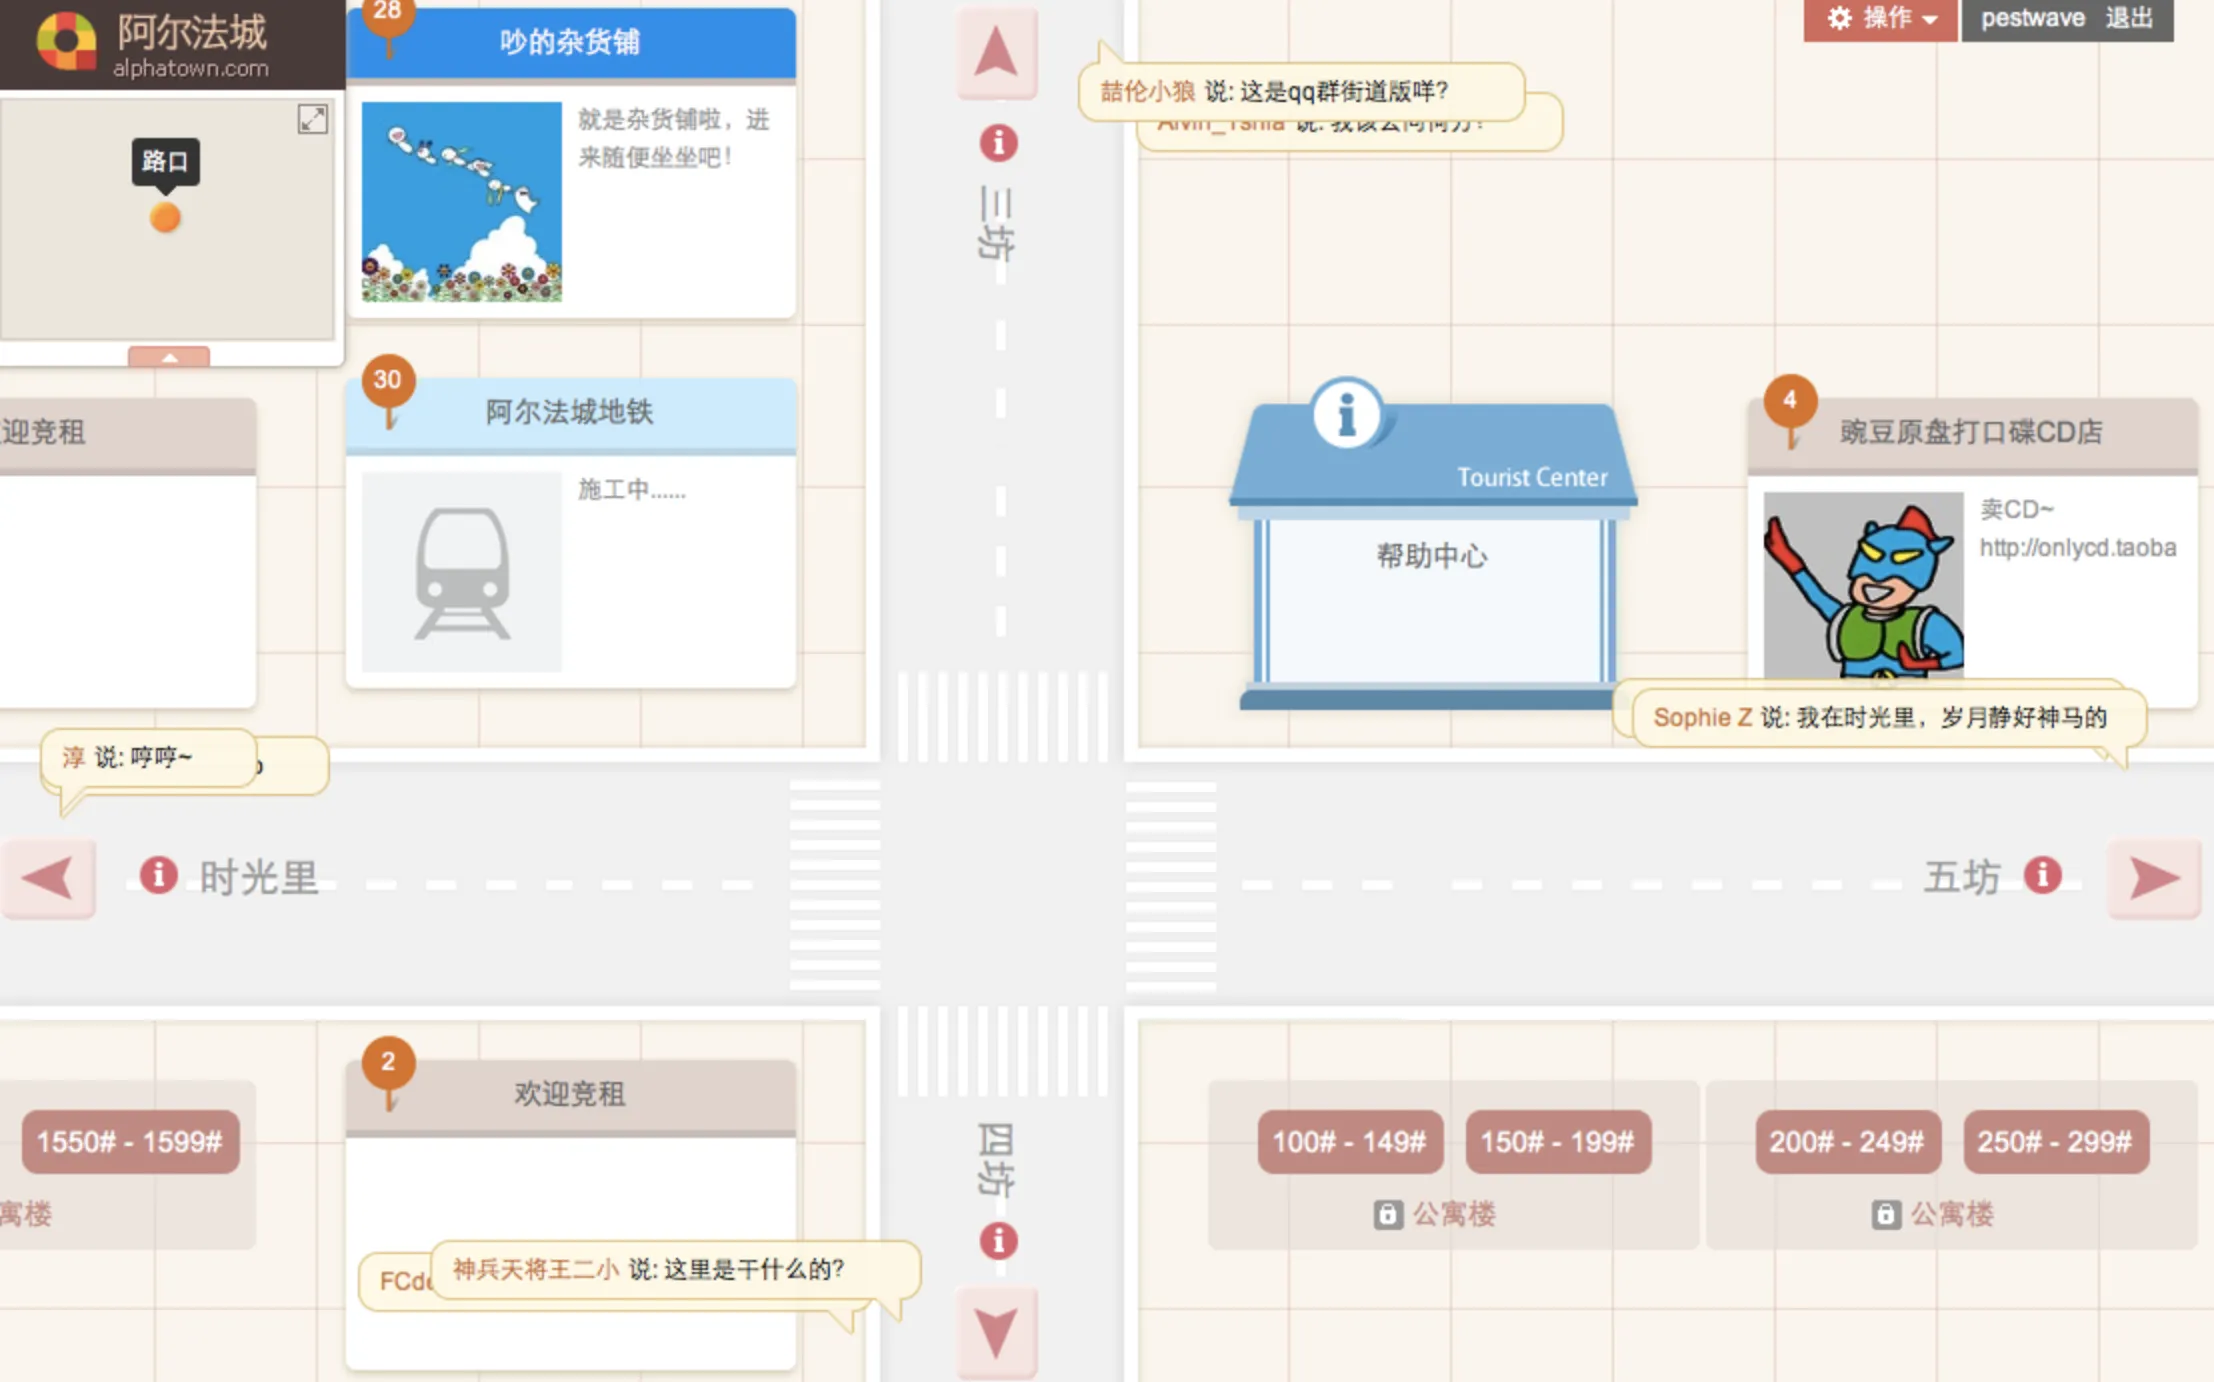 阿尔法城
alphatown.com
路口
28
吵的杂货铺
就是杂货铺啦，进
来随便坐坐吧！
操作
pestwave 退出
喆伦小狼 说: 这是qq群街道版咩?
三坊
迎竞租
30
阿尔法城地铁
施工中......
Tourist Center
帮助中心
4
豌豆原盘打口碟CD店
卖CD~
http://onlycd.taoba
淳 说: 哼哼~
Sophie Z 说: 我在时光里，岁月静好神马的
时光里
五坊
2
欢迎竞租
1550# - 1599#
寓楼
四坊
100# - 149#
150# - 199#
200# - 249#
250# - 299#
公寓楼
公寓楼
神兵天将王二小 说: 这里是干什么的?